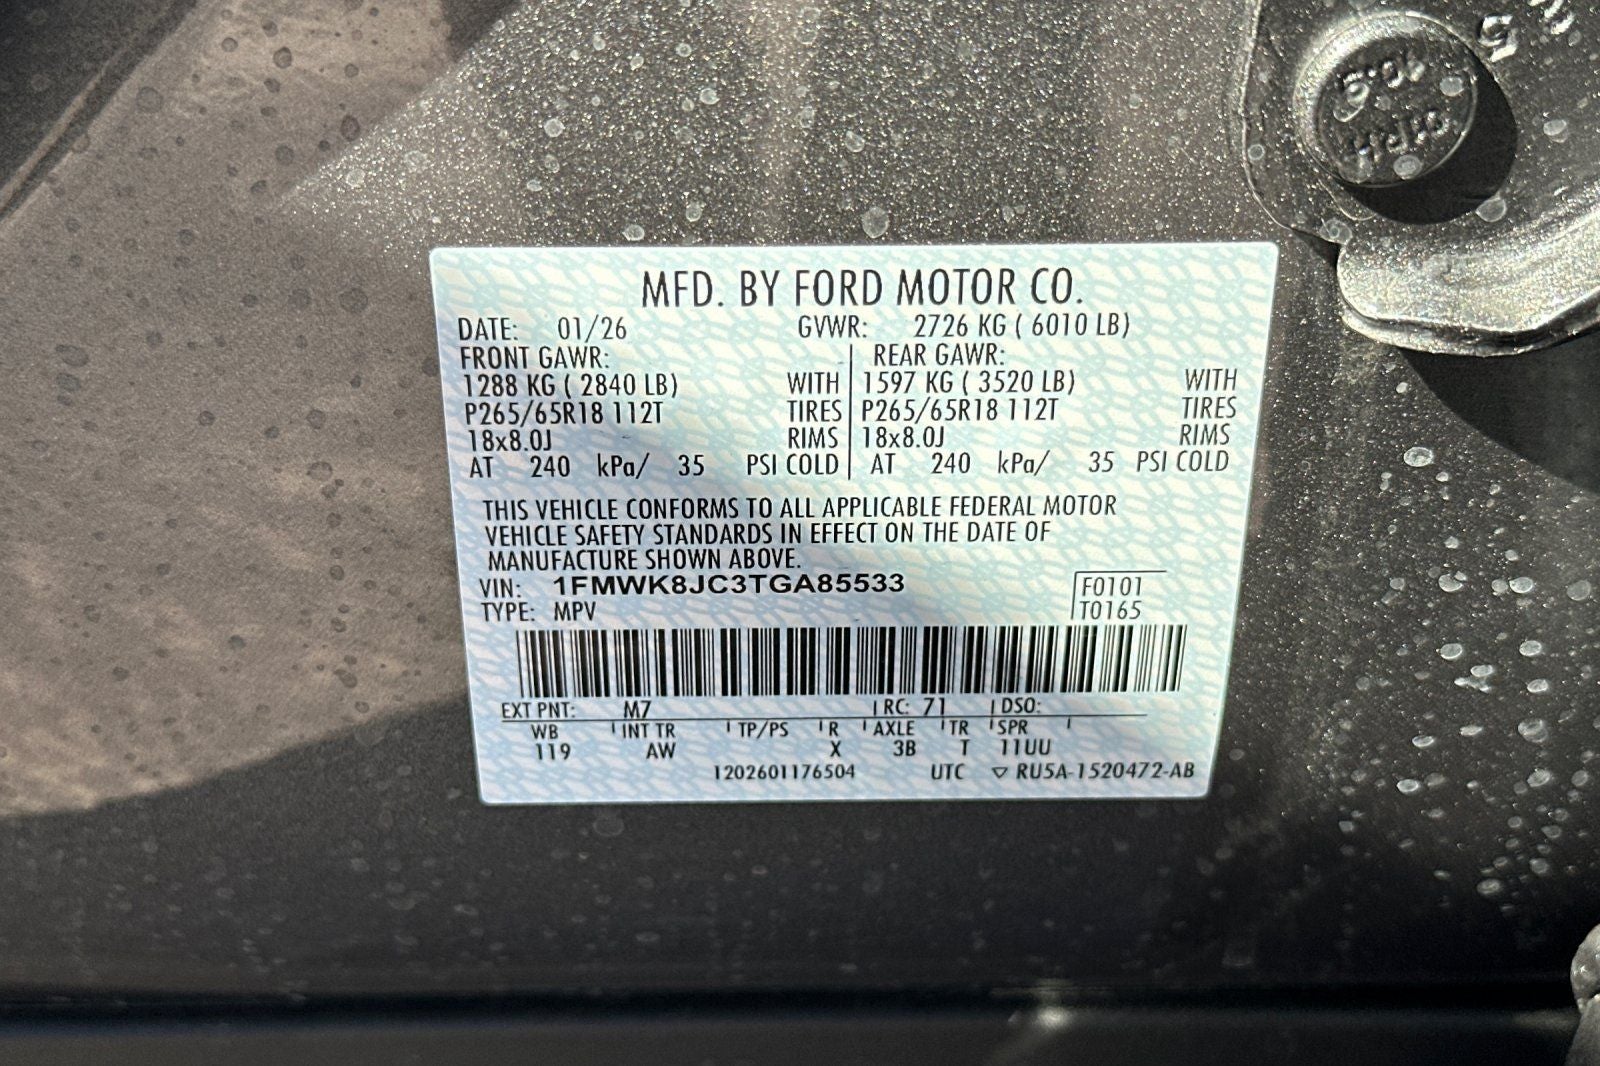 MFD. BY FORD MOTOR CO.
DATE: 01/26 GVWR: 2726 KG ( 6010 LB)
FRONT GAWR: REAR GAWR:
1288 KG ( 2840 LB) WITH 1597 KG ( 3520 LB) WITH
P265/65R18 112T TIRES P265/65R18 112T TIRES
18x8.0J RIMS 18x8.0J RIMS
AT 240 kPa/ 35 PSI COLD AT 240 kPa/ 35 PSI COLD
THIS VEHICLE CONFORMS TO ALL APPLICABLE FEDERAL MOTOR
VEHICLE SAFETY STANDARDS IN EFFECT ON THE DATE OF
MANUFACTURE SHOWN ABOVE.
VIN: 1FMWK8JC3TGA85533 F0101
TYPE: MPV T0165
EXT PNT: M7 RC: 71 DSO:
WB INT TR TP/PS R AXLE TR SPR
119 AW X 3B T 11UU
1202601176504 UTC ▽ RU5A-1520472-AB
10.9